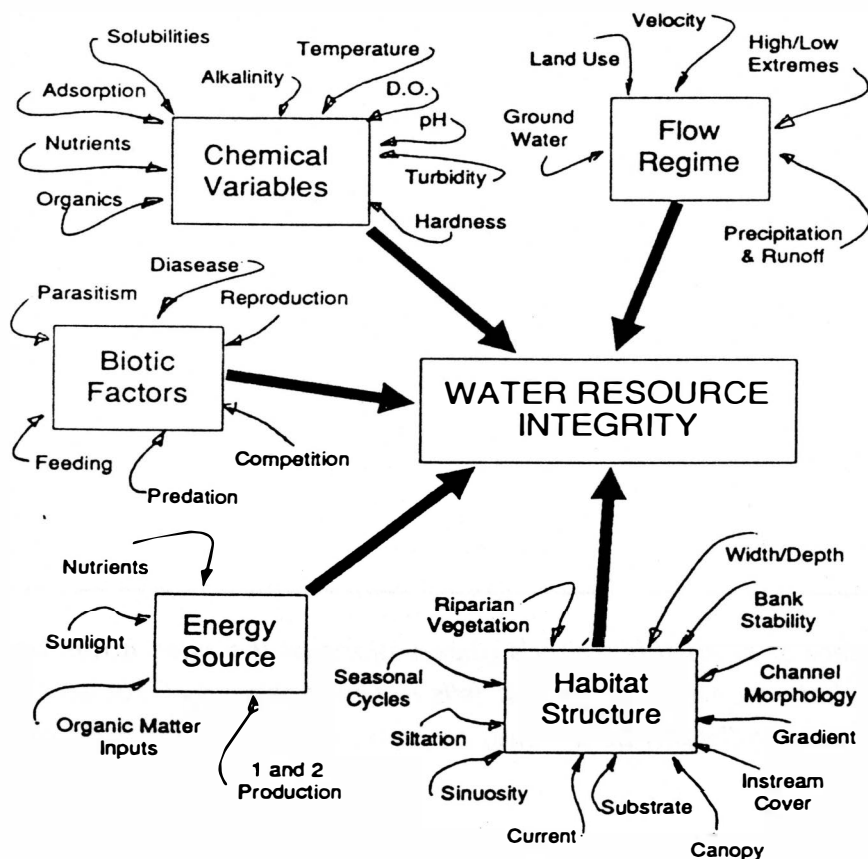 Solubilities
Temperature
Alkalinity
Adsorption
D.O.
Nutrients
pH
Chemical
Variables
Turbidity
Organics
Hardness
Velocity
Land Use
High/Low
Extremes
Ground
Water
Flow
Regime
Precipitation
& Runoff
Diasease
Parasitism
Reproduction
Biotic
Factors
Feeding
Competition
Predation
WATER RESOURCE
INTEGRITY
Nutrients
Sunlight
Energy
Source
Organic Matter
Inputs
1 and 2
Production
Width/Depth
Riparian
Vegetation
Bank
Stability
Seasonal
Cycles
Habitat
Structure
Channel
Morphology
Siltation
Gradient
Sinuosity
Instream
Cover
Substrate
Current
Canopy